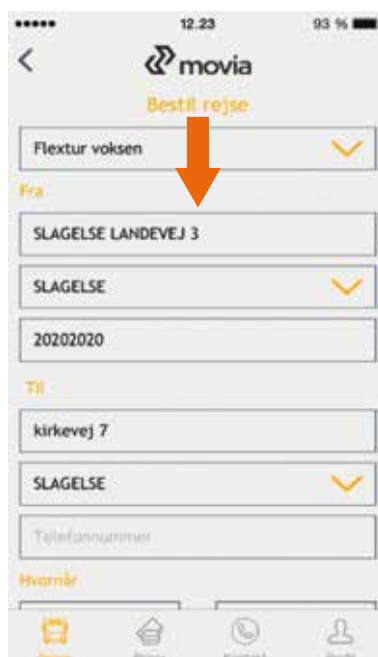 12.23
93 %
movia
Bestil rejse
Flextur voksen
Fra
SLAGELSE LANDEVEJ 3
SLAGELSE
20202020
Til
kirkevej 7
SLAGELSE
Telefonnummer
Hvornår